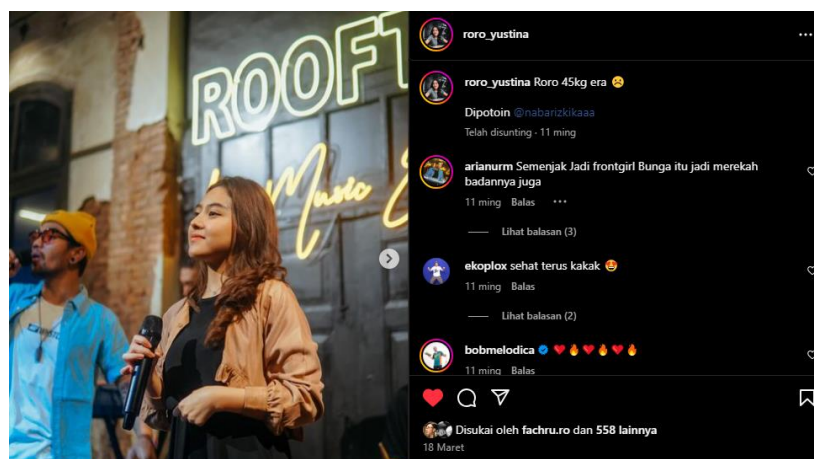 ROOFT
Music
roro_yustina
roro_yustina Roro 45kg era ☹️
Dipotoin @nabarizkikaaa
Telah disunting · 11 ming
arianurm Semenjak Jadi frontgirl Bunga itu jadi merekah
badannya juga
11 ming Balas ...
Lihat balasan (3)
ekoplox sehat terus kakak 🤩
11 ming Balas
Lihat balasan (2)
bobmelodica ❤️🔥❤️🔥❤️🔥
11 ming Balas
Disukai oleh fachru.ro dan 558 lainnya
18 Maret